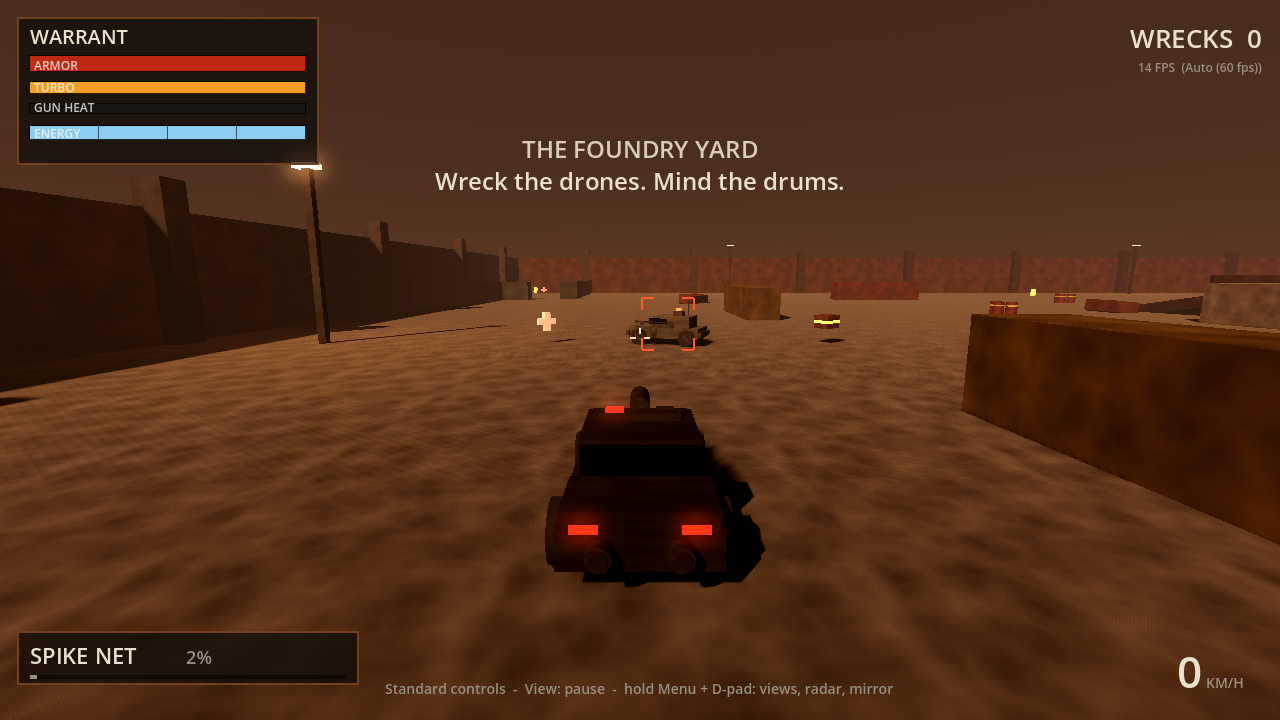 WARRANT
ARMOR
TURBO
GUN HEAT
ENERGY
WRECKS 0
14 FPS (Auto (60 fps))
THE FOUNDRY YARD
Wreck the drones. Mind the drums.
SPIKE NET 2%
Standard controls - View: pause - hold Menu + D-pad: views, radar, mirror
0 KM/H